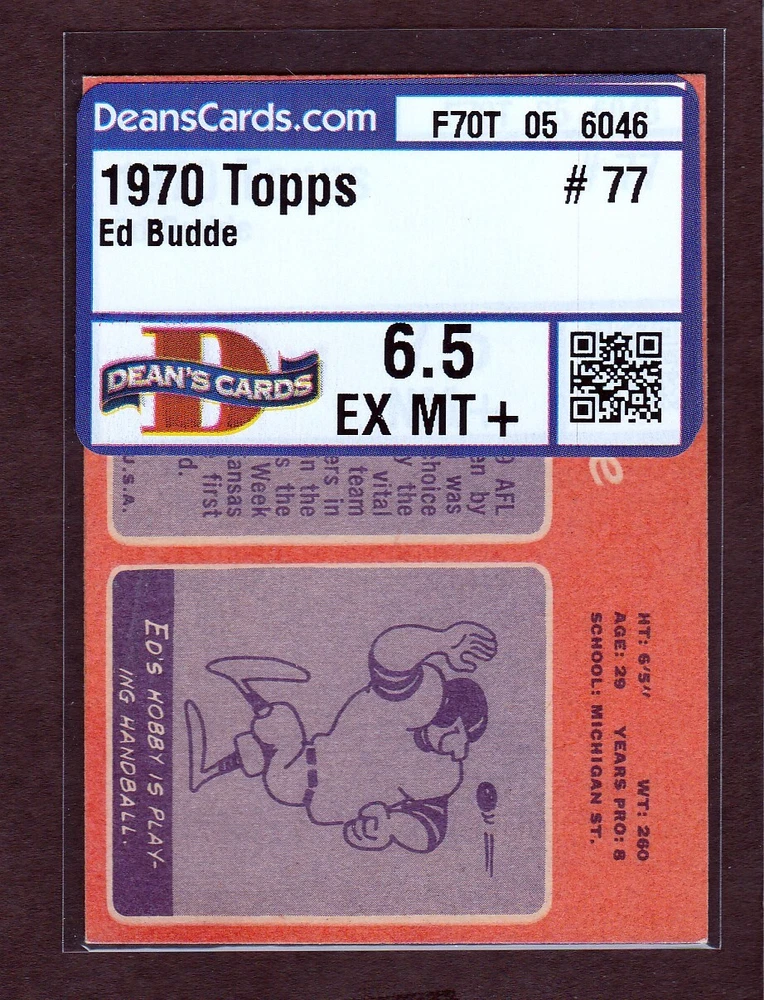 DeansCards.com
F70T 05 6046
1970 Topps # 77
Ed Budde
D
DEAN'S CARDS
6.5
EX MT +
HT: 6'5" WT: 260
AGE: 29 YEARS PRO: 8
SCHOOL: MICHIGAN ST.
AFL
en by
was
choice
y the
vital
team
ers in
n the
s the
Week
ansas
first
d.
U.S.A.
ED'S HOBBY IS PLAY-
ING HANDBALL.